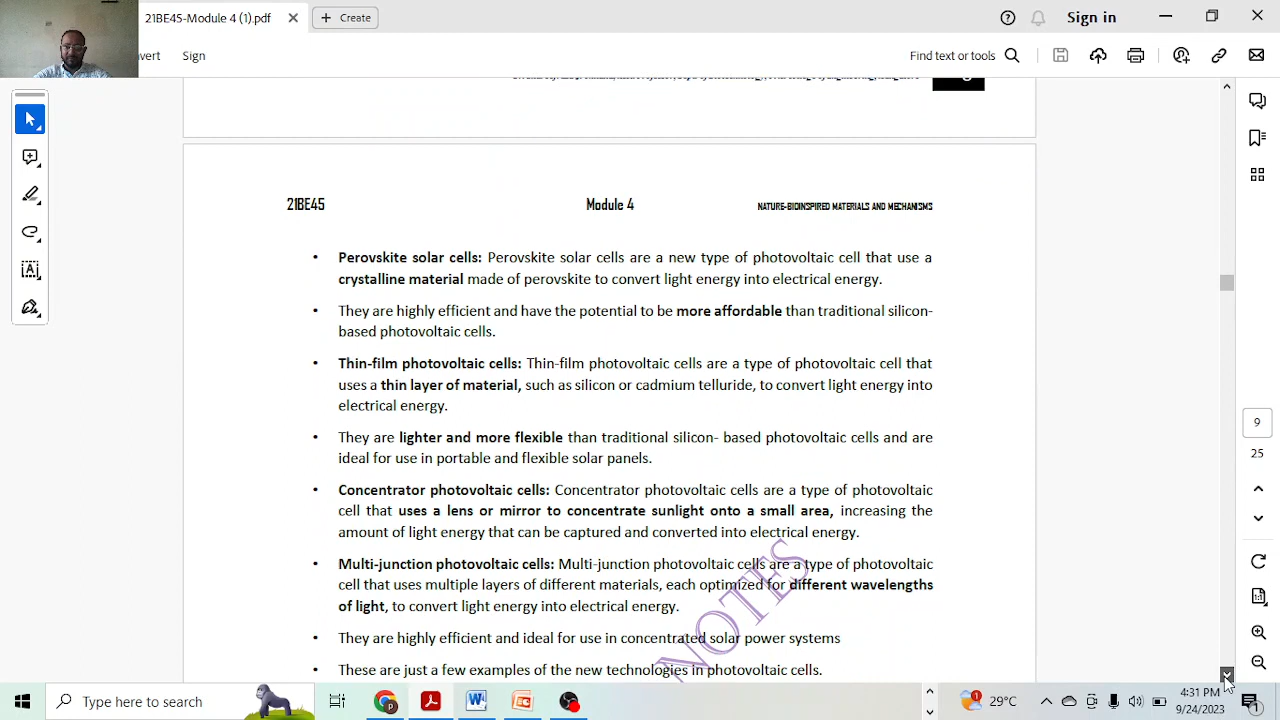 21BE45-Module 4 (1).pdf
Create
Sign in
vert
Sign
Find text or tools
21BE45
Module 4
NATURE-BIOINSPIRED MATERIALS AND MECHANISMS
• Perovskite solar cells: Perovskite solar cells are a new type of photovoltaic cell that use a
crystalline material made of perovskite to convert light energy into electrical energy.
• They are highly efficient and have the potential to be more affordable than traditional silicon-
based photovoltaic cells.
• Thin-film photovoltaic cells: Thin-film photovoltaic cells are a type of photovoltaic cell that
uses a thin layer of material, such as silicon or cadmium telluride, to convert light energy into
electrical energy.
• They are lighter and more flexible than traditional silicon- based photovoltaic cells and are
ideal for use in portable and flexible solar panels.
• Concentrator photovoltaic cells: Concentrator photovoltaic cells are a type of photovoltaic
cell that uses a lens or mirror to concentrate sunlight onto a small area, increasing the
amount of light energy that can be captured and converted into electrical energy.
• Multi-junction photovoltaic cells: Multi-junction photovoltaic cells are a type of photovoltaic
cell that uses multiple layers of different materials, each optimized for different wavelengths
of light, to convert light energy into electrical energy.
• They are highly efficient and ideal for use in concentrated solar power systems
• These are just a few examples of the new technologies in photovoltaic cells.
NOTES
9
25
Type here to search
1
29°C
4:31 PM
9/24/2023
1